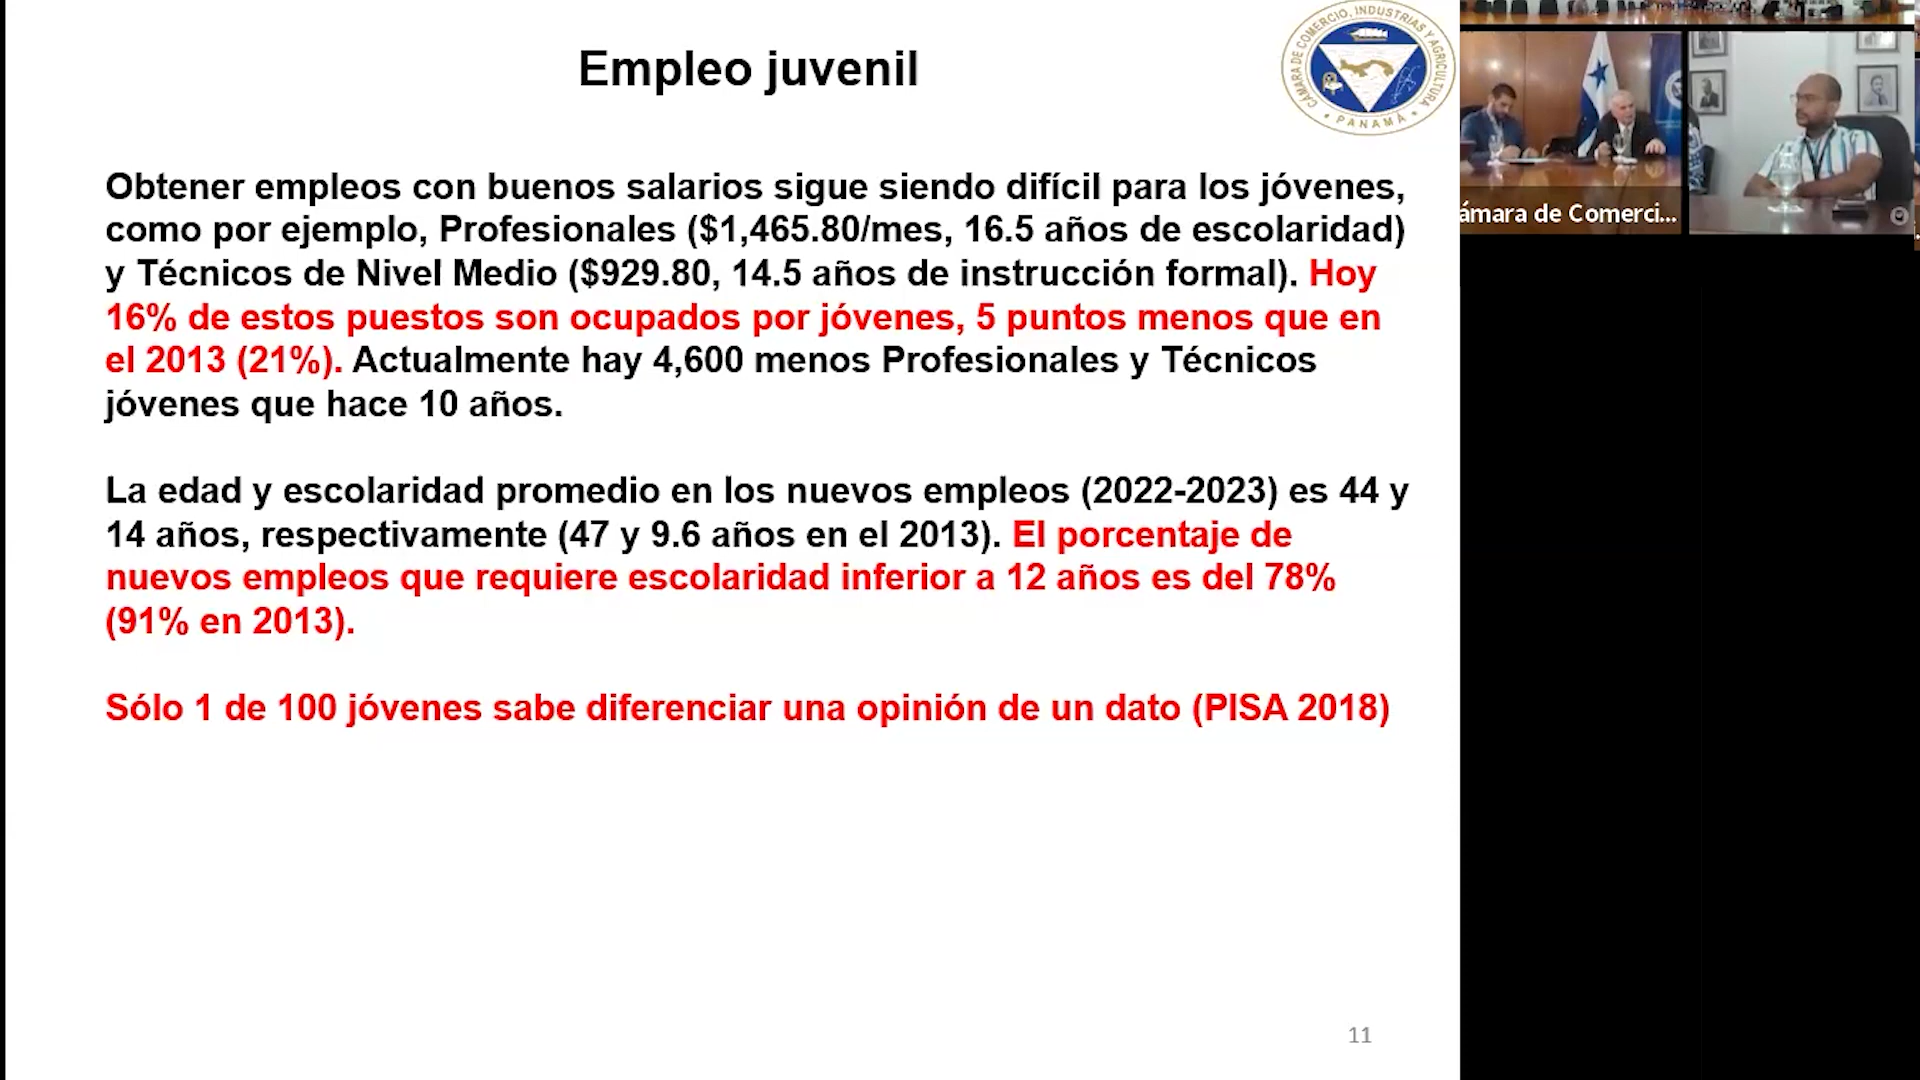 Empleo juvenil
CÁMARA DE COMERCIO, INDUSTRIAS Y AGRICULTURA
• PANAMÁ •
Obtener empleos con buenos salarios sigue siendo difícil para los jóvenes,
como por ejemplo, Profesionales ($1,465.80/mes, 16.5 años de escolaridad)
y Técnicos de Nivel Medio ($929.80, 14.5 años de instrucción formal). Hoy
16% de estos puestos son ocupados por jóvenes, 5 puntos menos que en
el 2013 (21%). Actualmente hay 4,600 menos Profesionales y Técnicos
jóvenes que hace 10 años.
La edad y escolaridad promedio en los nuevos empleos (2022-2023) es 44 y
14 años, respectivamente (47 y 9.6 años en el 2013). El porcentaje de
nuevos empleos que requiere escolaridad inferior a 12 años es del 78%
(91% en 2013).
Sólo 1 de 100 jóvenes sabe diferenciar una opinión de un dato (PISA 2018)
11
ámara de Comerci...